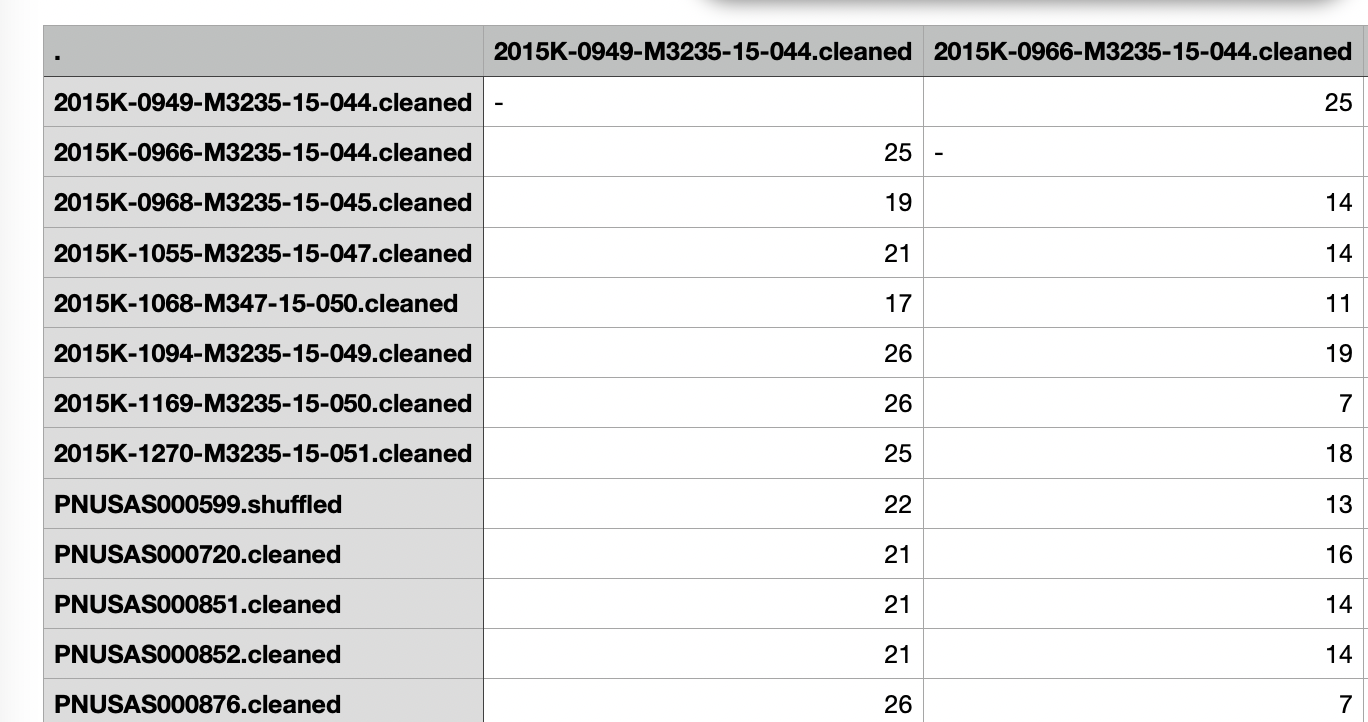 . 2015K-0949-M3235-15-044.cleaned 2015K-0966-M3235-15-044.cleaned
2015K-0949-M3235-15-044.cleaned - 25
2015K-0966-M3235-15-044.cleaned 25 -
2015K-0968-M3235-15-045.cleaned 19 14
2015K-1055-M3235-15-047.cleaned 21 14
2015K-1068-M347-15-050.cleaned 17 11
2015K-1094-M3235-15-049.cleaned 26 19
2015K-1169-M3235-15-050.cleaned 26 7
2015K-1270-M3235-15-051.cleaned 25 18
PNUSAS000599.shuffled 22 13
PNUSAS000720.cleaned 21 16
PNUSAS000851.cleaned 21 14
PNUSAS000852.cleaned 21 14
PNUSAS000876.cleaned 26 7